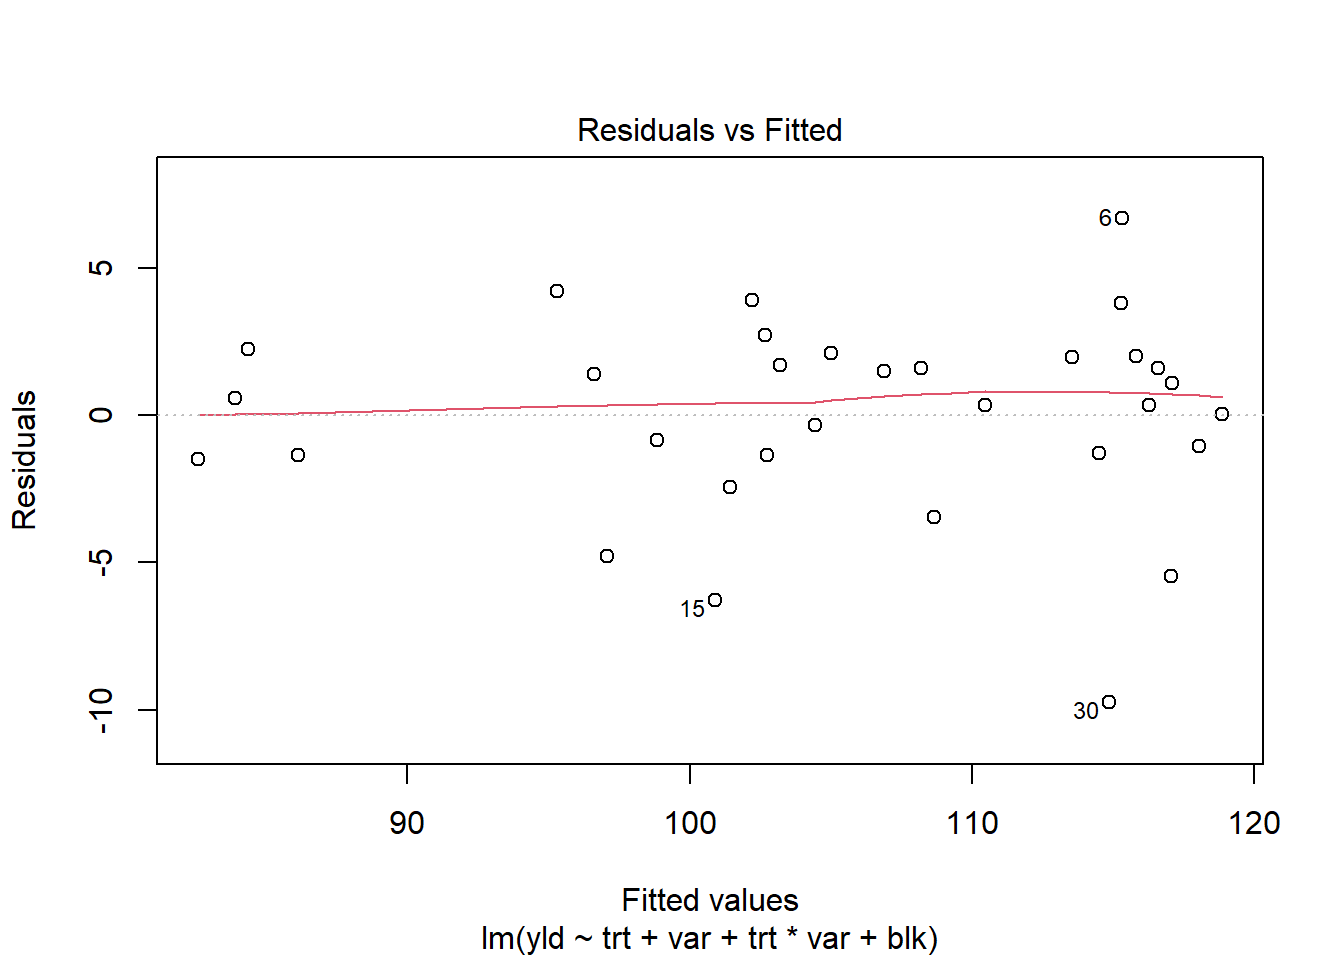 Residuals vs Fitted
Residuals
5
0
-5
-10
6
15
30
90
100
110
120
Fitted values
lm(yld ~ trt + var + trt * var + blk)